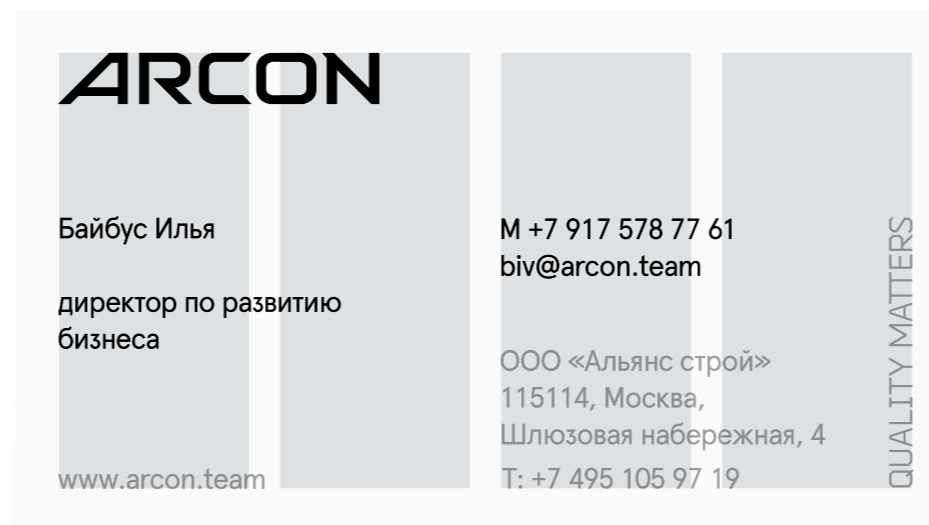 ARCON
Байбус Илья
директор по развитию
бизнеса
www.arcon.team
М +7 917 578 77 61
biv@arcon.team
ООО «Альянс строй»
115114, Москва,
Шлюзовая набережная, 4
Т: +7 495 105 97 19
QUALITY MATTERS